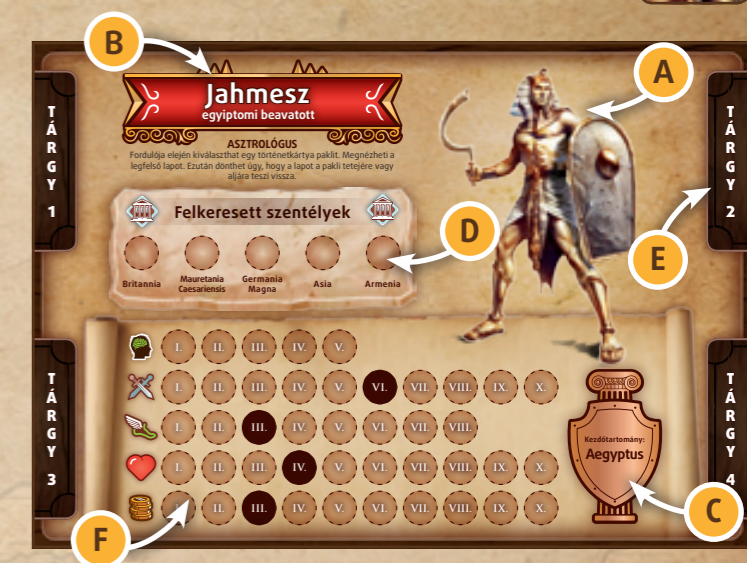 B
A
Jahmesz
egyiptomi beavatott
ASZTROLÓGUS
Fordulója elején kiválaszthat egy történetkártya paklit. Megnézheti a
legfelső lapot. Ezután dönthet úgy, hogy a lapot a pakli tetejére vagy
aljára teszi vissza.
TÁRGY 1
TÁRGY 2
Felkeresett szentélyek
D
E
Britannia
Mauretania
Caesariensis
Germania
Magna
Asia
Armenia
I. II. III. IV. V.
I. II. III. IV. V. VI. VII. VIII. IX. X.
I. II. III. IV. V. VI. VII. VIII.
I. II. III. IV. V. VI. VII. VIII. IX. X.
I. II. III. IV. V. VI. VII. VIII. IX. X.
TÁRGY 3
TÁRGY 4
Kezdőtartomány:
Aegyptus
C
F